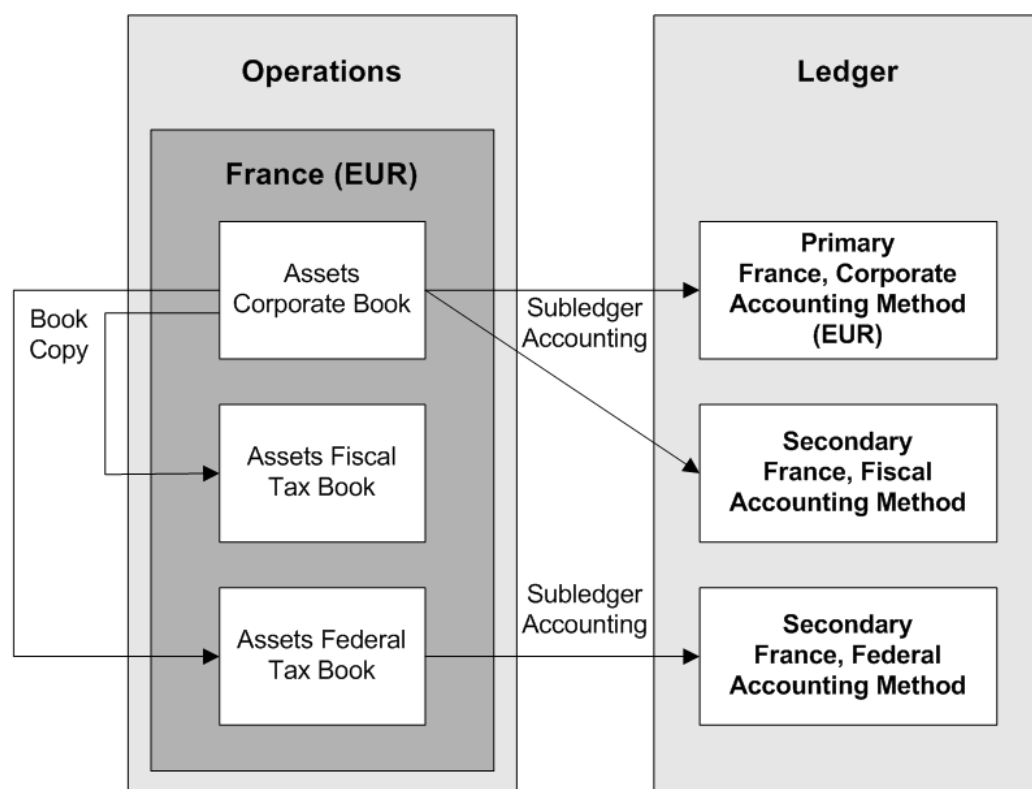 Operations
Ledger
France (EUR)
Assets
Corporate Book
Primary
France, Corporate
Accounting Method
(EUR)
Subledger
Accounting
Book
Copy
Assets Fiscal
Tax Book
Secondary
France, Fiscal
Accounting Method
Subledger
Accounting
Assets Federal
Tax Book
Secondary
France, Federal
Accounting Method